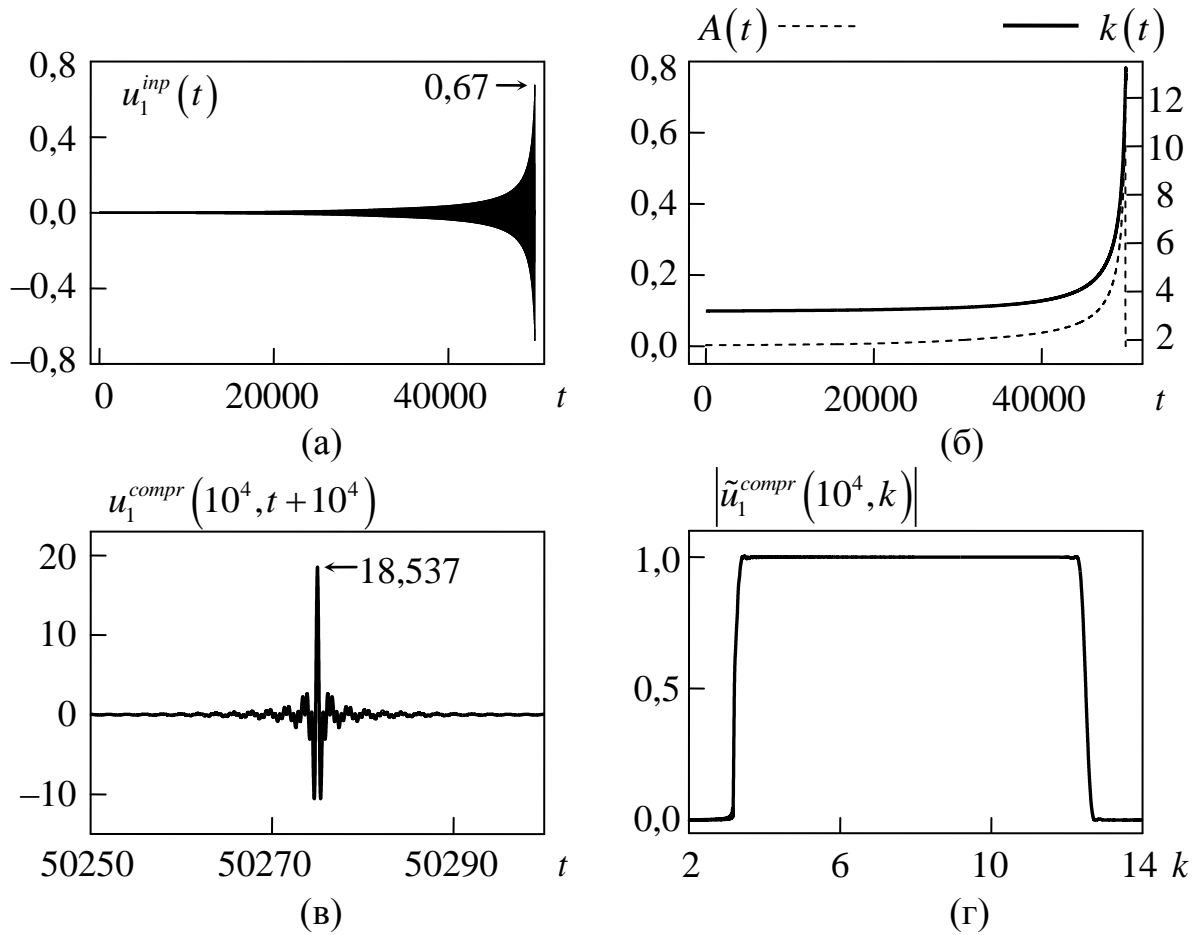 A(t) k(t)
0,8
0,4
0,0
–0,4
–0,8
u₁^{inp}(t)
0,67
0 20000 40000 t
(а)
0,8
0,6
0,4
0,2
0,0
12
10
8
6
4
2
0 20000 40000 t
(б)
u₁^{compr}(10⁴, t + 10⁴)
20
10
0
–10
18,537
50250 50270 50290 t
(в)
|ũ₁^{compr}(10⁴, k)|
1,0
0,5
0,0
2 6 10 14 k
(г)